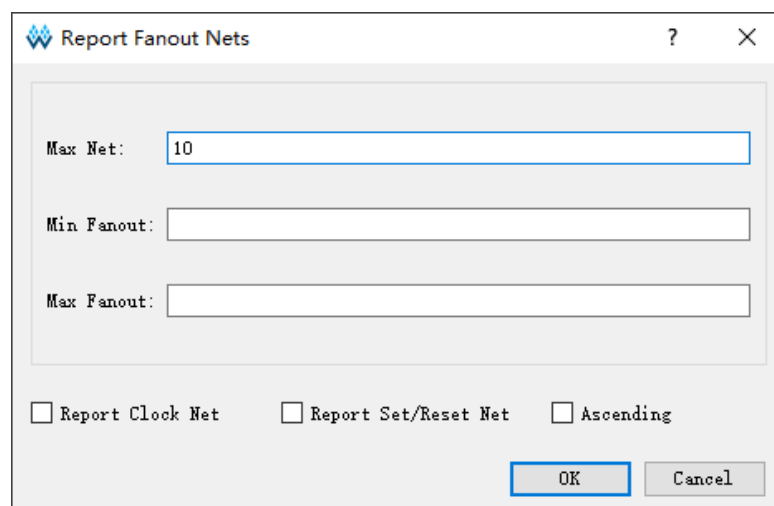 Report Fanout Nets ?
Max Net: 10
Min Fanout:
Max Fanout:
Report Clock Net Report Set/Reset Net Ascending
OK Cancel